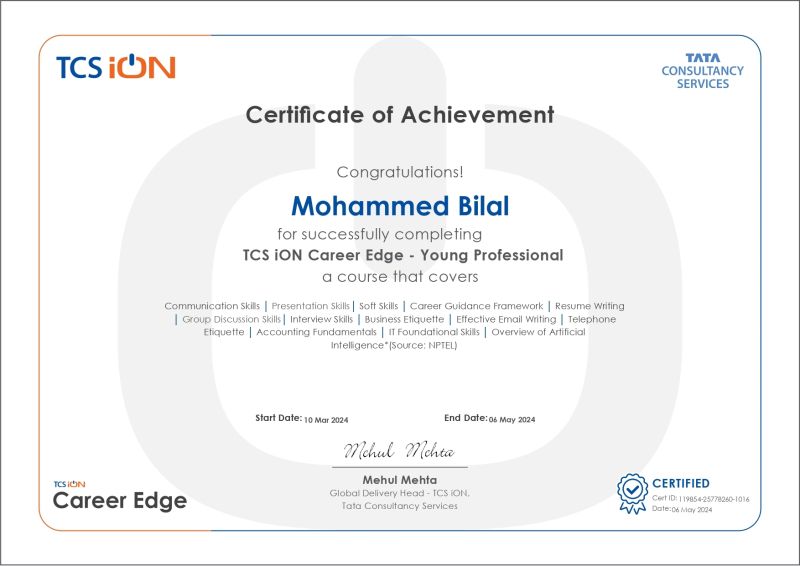 TCS iON
TATA
CONSULTANCY
SERVICES
Certificate of Achievement
Congratulations!
Mohammed Bilal
for successfully completing
TCS iON Career Edge - Young Professional
a course that covers
Communication Skills | Presentation Skills | Soft Skills | Career Guidance Framework | Resume Writing
| Group Discussion Skills | Interview Skills | Business Etiquette | Effective Email Writing | Telephone
Etiquette | Accounting Fundamentals | IT Foundational Skills | Overview of Artificial
Intelligence*(Source: NPTEL)
Start Date: 10 Mar 2024 End Date: 06 May 2024
Mehul Mehta
Mehul Mehta
Global Delivery Head - TCS iON,
Tata Consultancy Services
TCS iON
Career Edge
CERTIFIED
Cert ID: 119854-25778260-1016
Date: 06 May 2024